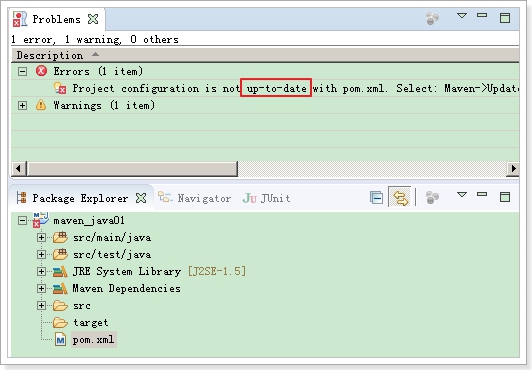 Problems
1 error, 1 warning, 0 others
Description
Errors (1 item)
Project configuration is not up-to-date with pom.xml. Select: Maven->Update
Warnings (1 item)
Package Explorer Navigator JU JUnit
maven_java01
src/main/java
src/test/java
JRE System Library [J2SE-1.5]
Maven Dependencies
src
target
M pom.xml